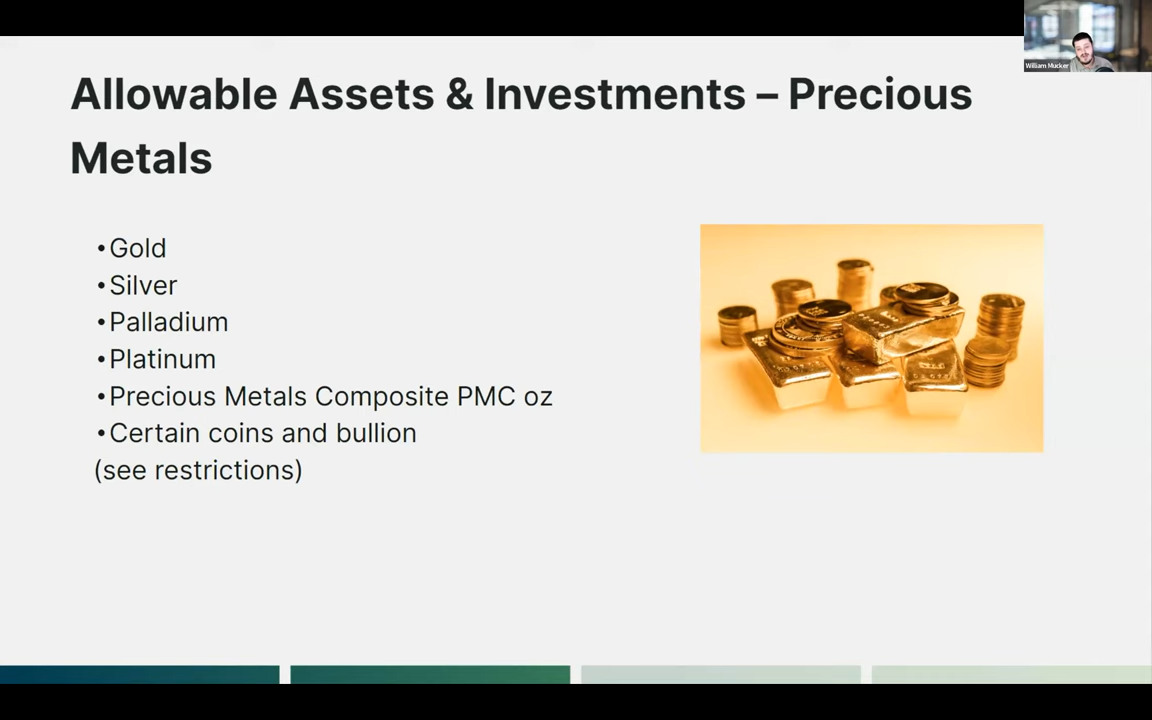 William Mucker
Allowable Assets & Investments – Precious
Metals
•Gold
•Silver
•Palladium
•Platinum
•Precious Metals Composite PMC oz
•Certain coins and bullion
(see restrictions)